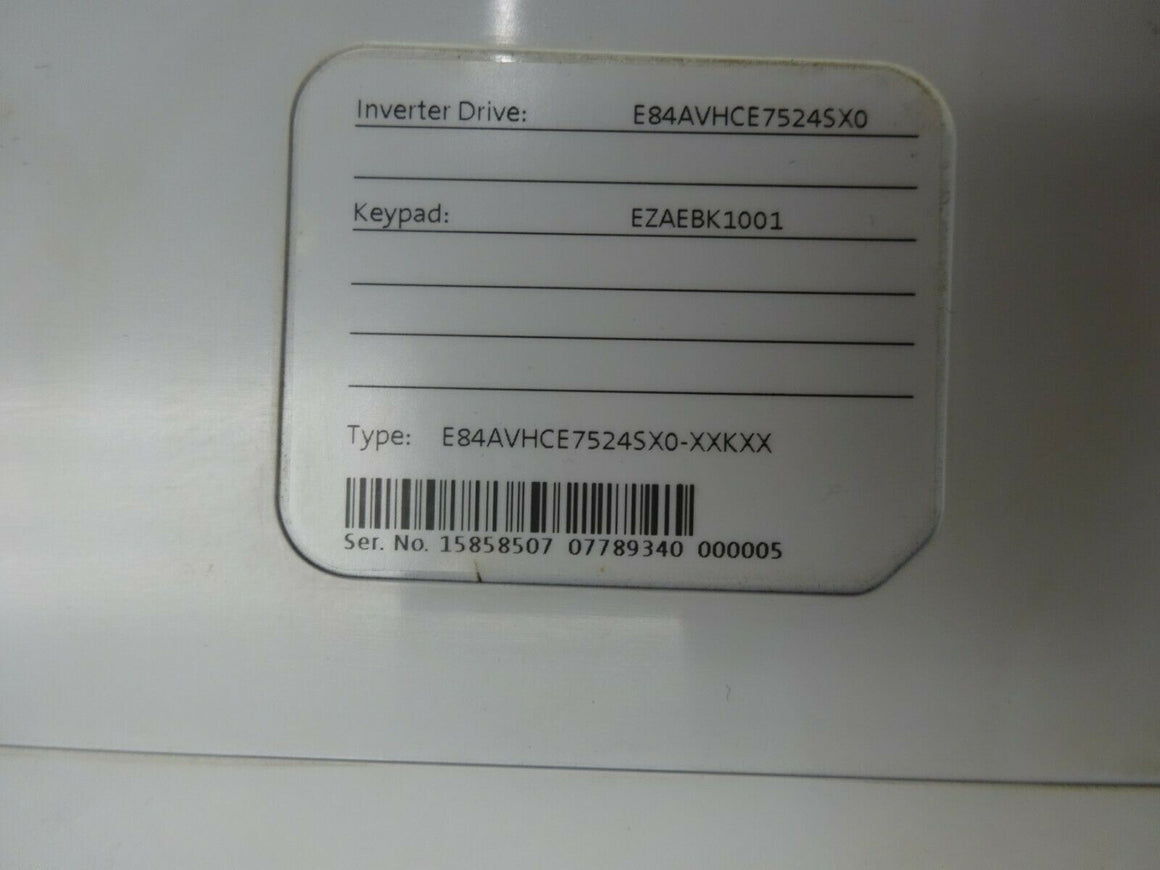 Inverter Drive: E84AVHCE7524SX0
Keypad: EZAEBK1001
Type: E84AVHCE7524SX0-XXKXX
Ser. No. 15858507 07789340 000005